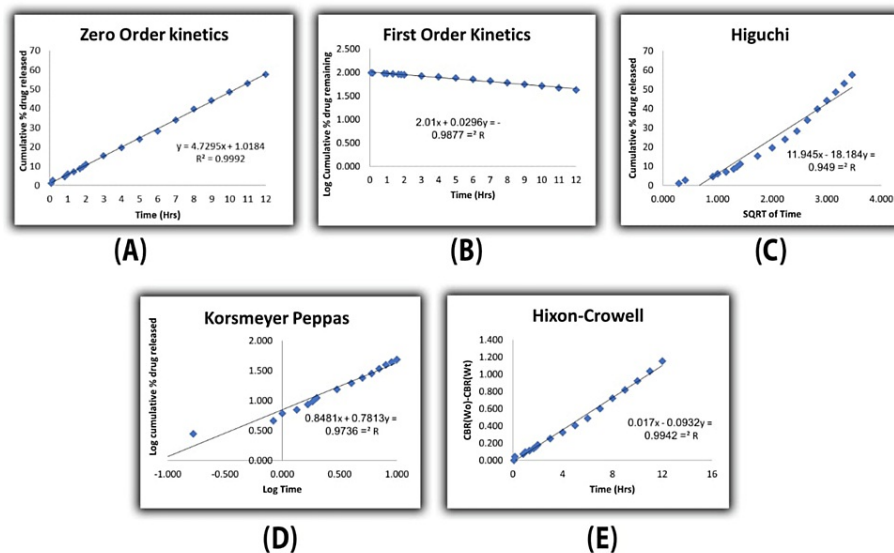 Zero Order kinetics
Cumulative % drug released
70
60
50
40
30
20
10
0
y = 4.7295x + 1.0184
R² = 0.9992
0 1 2 3 4 5 6 7 8 9 10 11 12
Time (Hrs)
(A)
First Order Kinetics
Log Cumulative % drug remaining
2.500
2.000
1.500
1.000
0.500
0.000
2.01x + 0.0296y = -
0.9877 =² R
0 1 2 3 4 5 6 7 8 9 10 11 12
Time (Hrs)
(B)
Higuchi
Cumulative % drug released
70
60
50
40
30
20
10
0
11.945x - 18.184y =
0.949 =² R
0.000 1.000 2.000 3.000 4.000
SQRT of Time
(C)
Korsmeyer Peppas
Log cumulative % drug released
2.000
1.500
1.000
0.500
0.000
0.8481x + 0.7813y =
0.9736 =² R
-1.000 -0.500 0.000 0.500 1.000
Log Time
(D)
Hixon-Crowell
CBR(Wo)-CBR(Wt)
1.400
1.200
1.000
0.800
0.600
0.400
0.200
0.000
0.017x - 0.0932y =
0.9942 =² R
0 4 8 12 16
Time (Hrs)
(E)